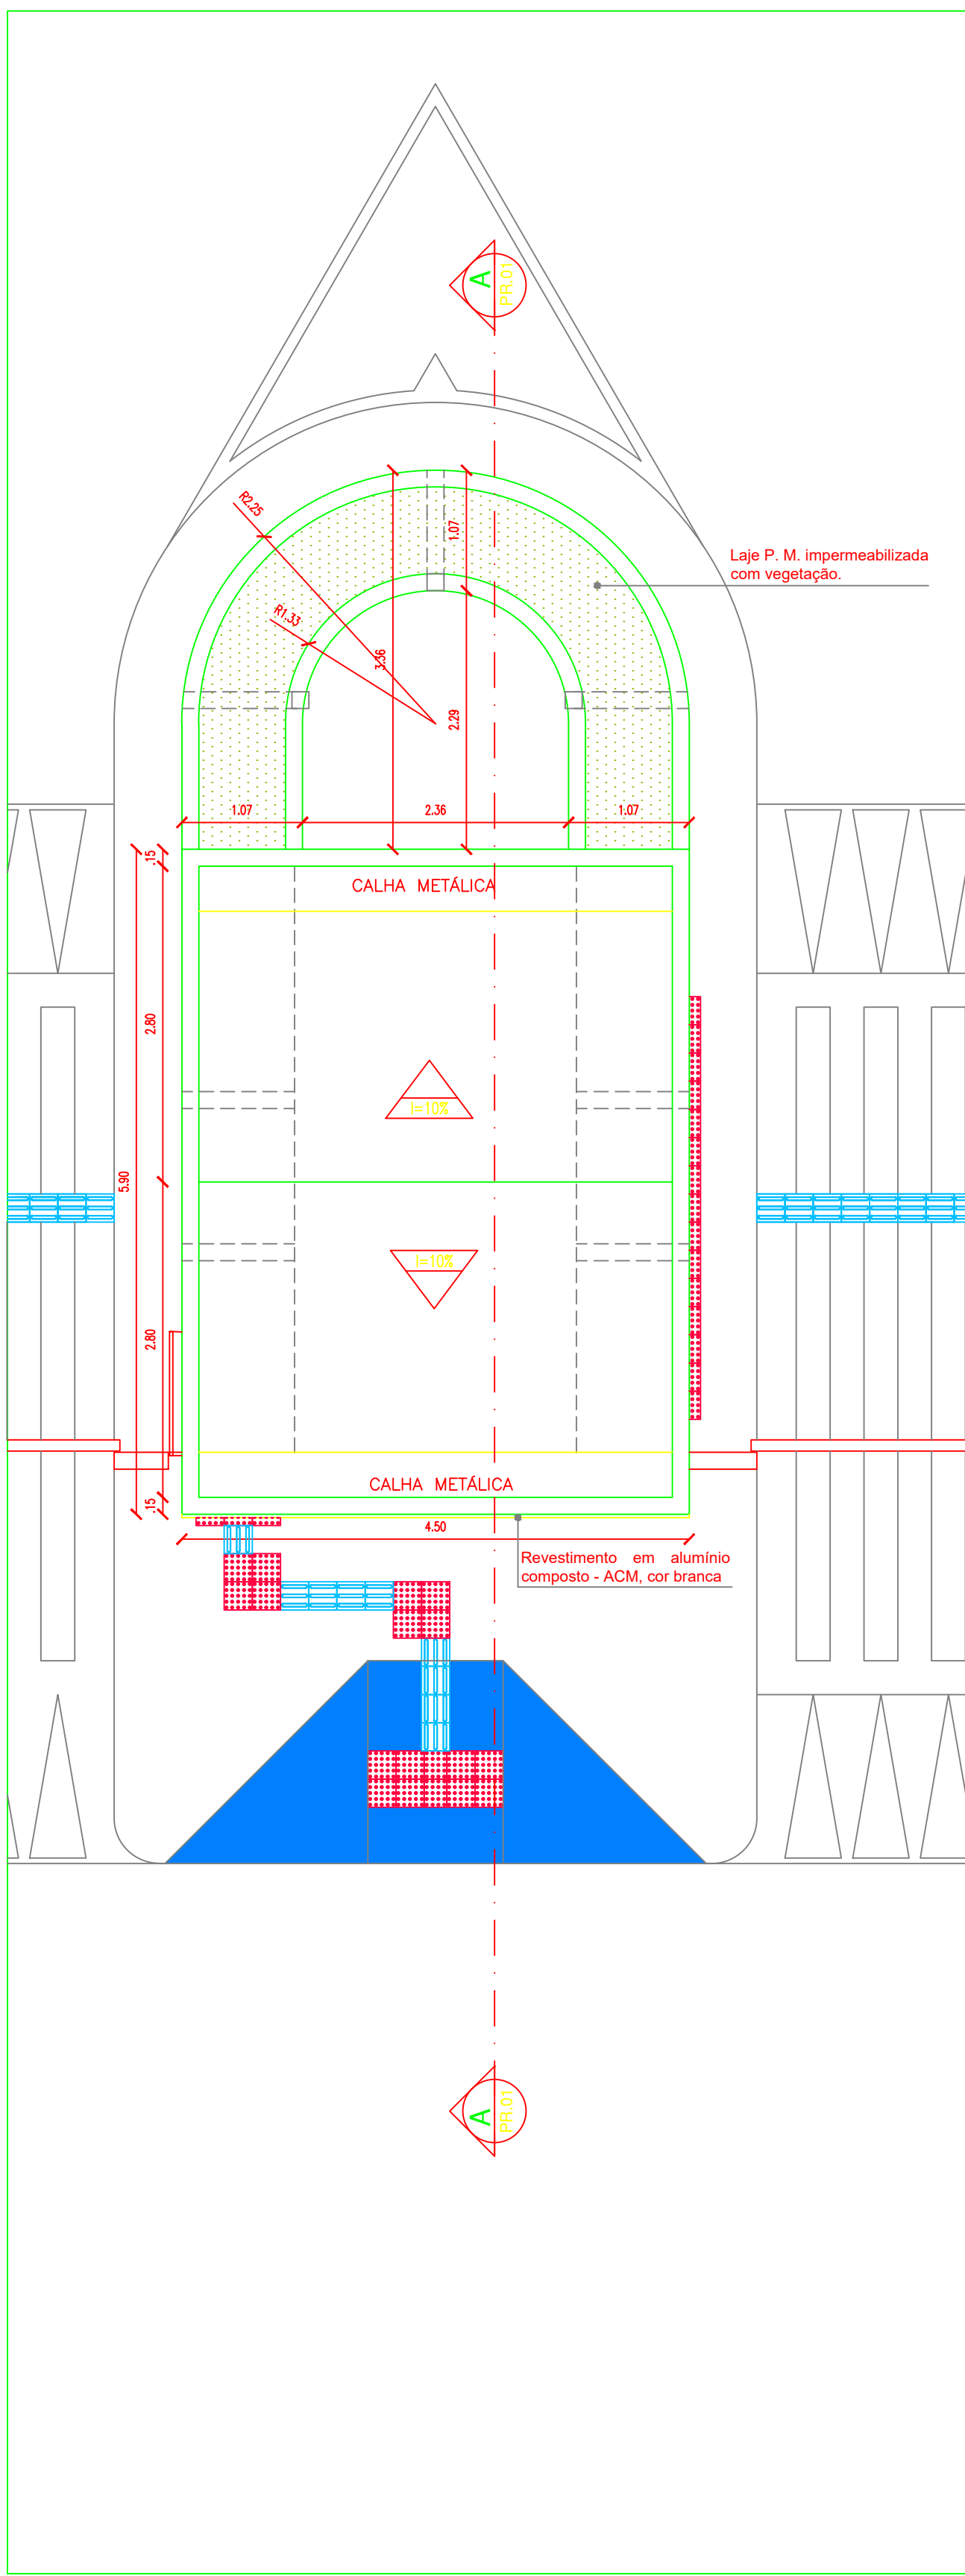 A
PR.01
R2.25
1.07
Laje P. M. impermeabilizada
com vegetação.
R1.33
3.36
2.29
1.07
2.36
1.07
.15
CALHA METÁLICA
2.80
I=10%
5.90
I=10%
2.80
CALHA METÁLICA
.15
4.50
Revestimento em alumínio
composto - ACM, cor branca
A
PR.01